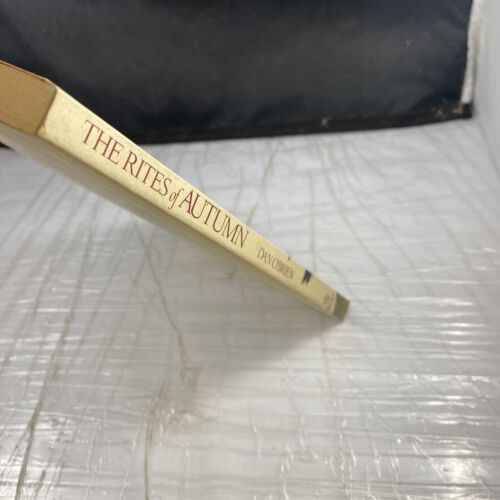 THE RITES of AUTUMN
DAN O'BRIEN